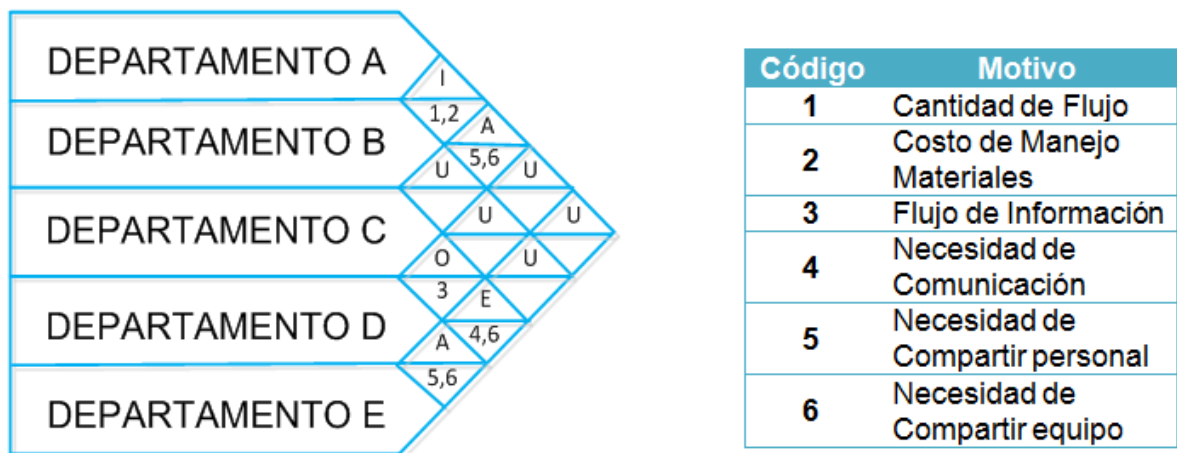 DEPARTAMENTO A
I
1,2
A
DEPARTAMENTO B
U
5,6
U
DEPARTAMENTO C
U
U
O
U
DEPARTAMENTO D
3
E
A
4,6
5,6
DEPARTAMENTO E
Código Motivo
1 Cantidad de Flujo
2 Costo de Manejo
Materiales
3 Flujo de Información
4 Necesidad de
Comunicación
5 Necesidad de
Compartir personal
6 Necesidad de
Compartir equipo